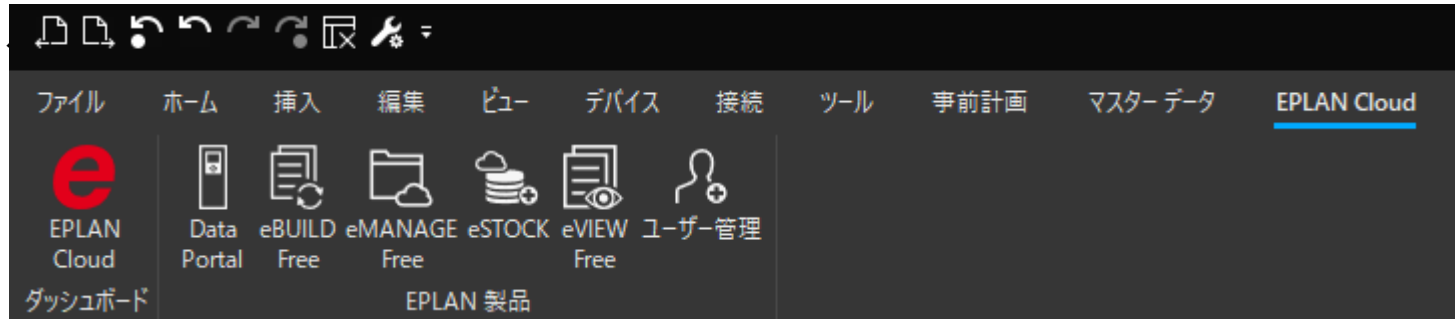 ファイル ホーム 挿入 編集 ビュー デバイス 接続 ツール 事前計画 マスター データ EPLAN Cloud
EPLAN Data eBUILD eMANAGE eSTOCK eVIEW ユーザー管理
Cloud Portal Free Free Free
ダッシュボード EPLAN 製品